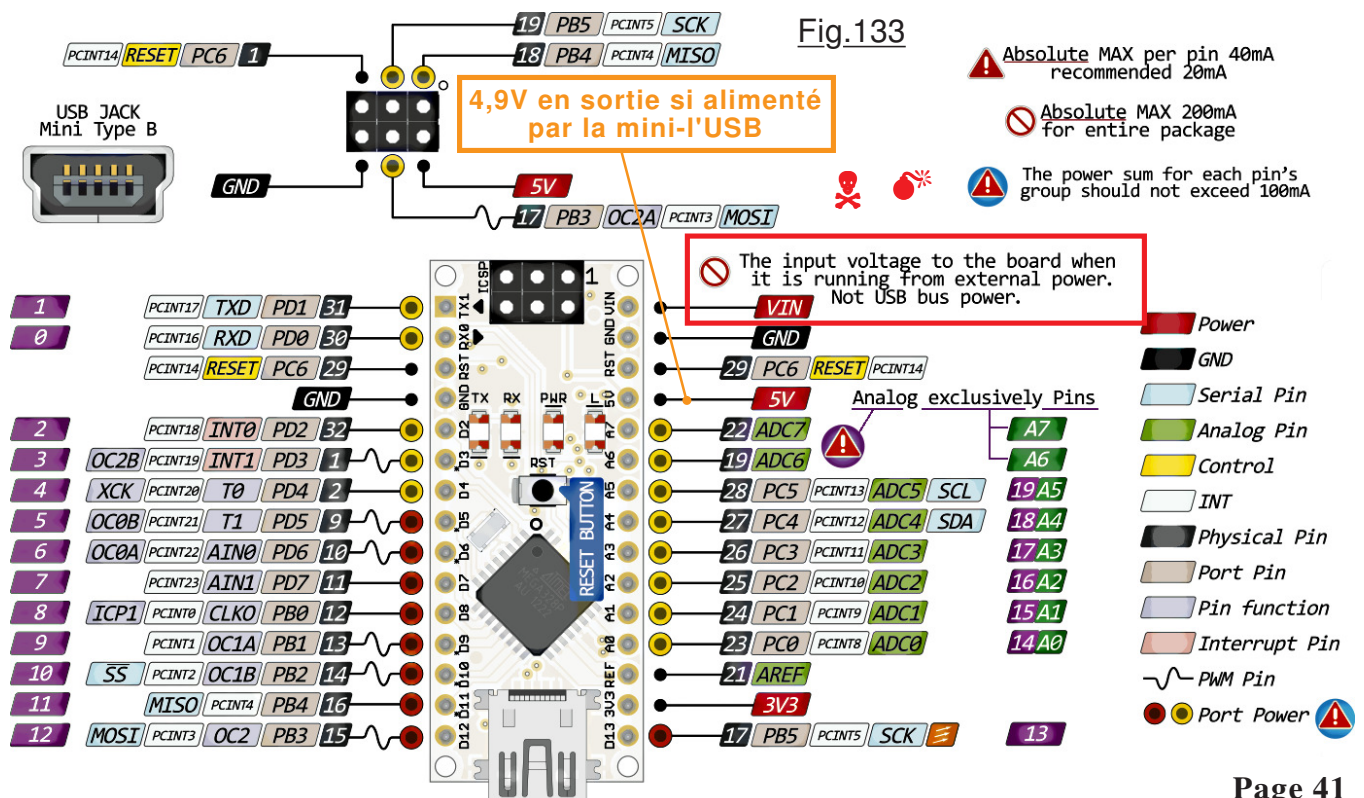 19 PB5 PCINT5 SCK
18 PB4 PCINT4 MISO
Fig.133
PCINT14 RESET PC6 1
Absolute MAX per pin 40mA
recommended 20mA
4,9V en sortie si alimenté
par la mini-l'USB
USB JACK
Mini Type B
Absolute MAX 200mA
for entire package
GND
5V
The power sum for each pin's
group should not exceed 100mA
17 PB3 OC2A PCINT3 MOSI
The input voltage to the board when
it is running from external power.
Not USB bus power.
ICSP
1
1 PCINT17 TXD PD1 31 TX1 VIN VIN
0 PCINT16 RXD PD0 30 RX0 GND GND
PCINT14 RESET PC6 29 RST RST 29 PC6 RESET PCINT14
GND GND 5V 5V
TX RX PWR L
Analog exclusively Pins
2 PCINT18 INT0 PD2 32 D2 A7 22 ADC7 A7
3 OC2B PCINT19 INT1 PD3 1 D3 A6 19 ADC6 A6
RST
4 XCK PCINT20 T0 PD4 2 D4 A5 28 PC5 PCINT13 ADC5 SCL 19 A5
5 OC0B PCINT21 T1 PD5 9 D5 A4 27 PC4 PCINT12 ADC4 SDA 18 A4
6 OC0A PCINT22 AIN0 PD6 10 D6 A3 26 PC3 PCINT11 ADC3 17 A3
7 PCINT23 AIN1 PD7 11 D7 A2 25 PC2 PCINT10 ADC2 16 A2
8 ICP1 PCINT0 CLKO PB0 12 D8 A1 24 PC1 PCINT9 ADC1 15 A1
9 PCINT1 OC1A PB1 13 D9 A0 23 PC0 PCINT8 ADC0 14 A0
10 SS PCINT2 OC1B PB2 14 D10 REF 21 AREF
11 MISO PCINT4 PB4 16 D11 3V3 3V3
12 MOSI PCINT3 OC2 PB3 15 D12 D13 17 PB5 PCINT5 SCK 13
RESET BUTTON
Power
GND
Serial Pin
Analog Pin
Control
INT
Physical Pin
Port Pin
Pin function
Interrupt Pin
PWM Pin
Port Power
Page 41